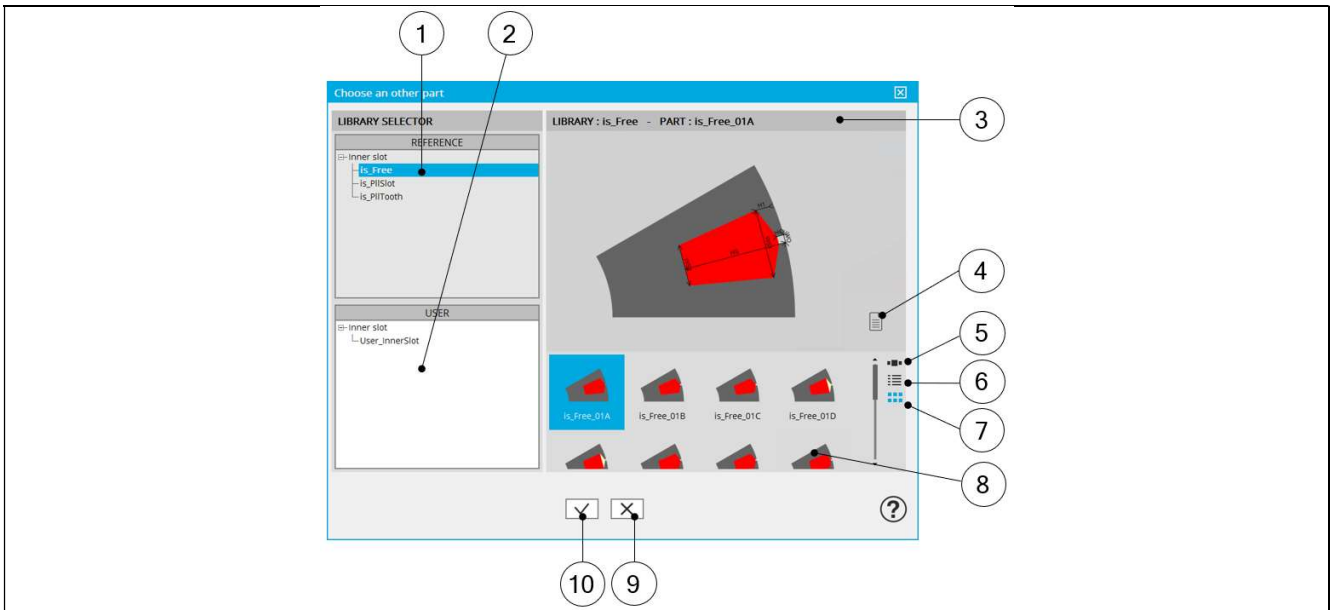 1
2
Choose an other part
LIBRARY SELECTOR
LIBRARY : is_Free - PART : is_Free_01A
3
REFERENCE
Inner slot
is_Free
is_PllSlot
is_PllTooth
4
USER
Inner slot
User_InnerSlot
5
6
7
is_Free_01A
is_Free_01B
is_Free_01C
is_Free_01D
8
?
10
9